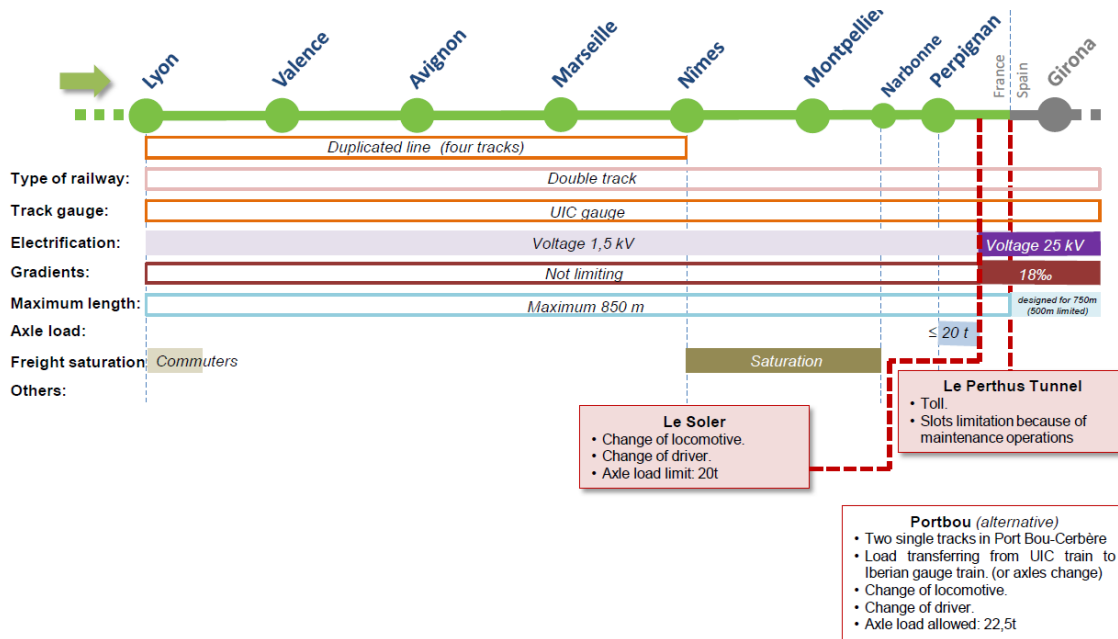 Lyon
Valence
Avignon
Marseille
Nîmes
Montpellier
Narbonne
Perpignan
France
Spain
Girona
Duplicated line (four tracks)
Type of railway:
Double track
Track gauge:
UIC gauge
Electrification:
Voltage 1,5 kV
Voltage 25 kV
Gradients:
Not limiting
18‰
Maximum length:
Maximum 850 m
designed for 750m
(500m limited)
Axle load:
≤ 20 t
Freight saturation
Commuters
Saturation
Others:
Le Perthus Tunnel
• Toll.
• Slots limitation because of
maintenance operations
Le Soler
• Change of locomotive.
• Change of driver.
• Axle load limit: 20t
Portbou (alternative)
• Two single tracks in Port Bou-Cerbère
• Load transferring from UIC train to
Iberian gauge train. (or axles change)
• Change of locomotive.
• Change of driver.
• Axle load allowed: 22,5t